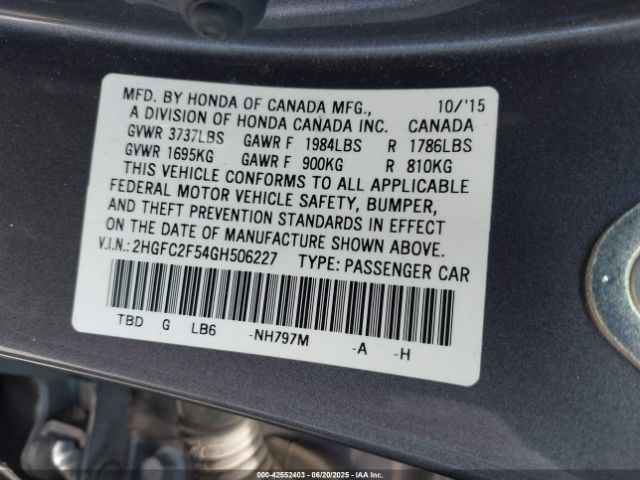 MFD. BY HONDA OF CANADA MFG., 10/'15
A DIVISION OF HONDA CANADA INC. CANADA
GVWR 3737LBS GAWR F 1984LBS R 1786LBS
GVWR 1695KG GAWR F 900KG R 810KG
THIS VEHICLE CONFORMS TO ALL APPLICABLE
FEDERAL MOTOR VEHICLE SAFETY, BUMPER,
AND THEFT PREVENTION STANDARDS IN EFFECT
ON THE DATE OF MANUFACTURE SHOWN ABOVE.
V.I.N.: 2HGFC2F54GH506227 TYPE: PASSENGER CAR
TBD G LB6 -NH797M -A -H
000-42552403 - 06/20/2025 - IAA Inc.